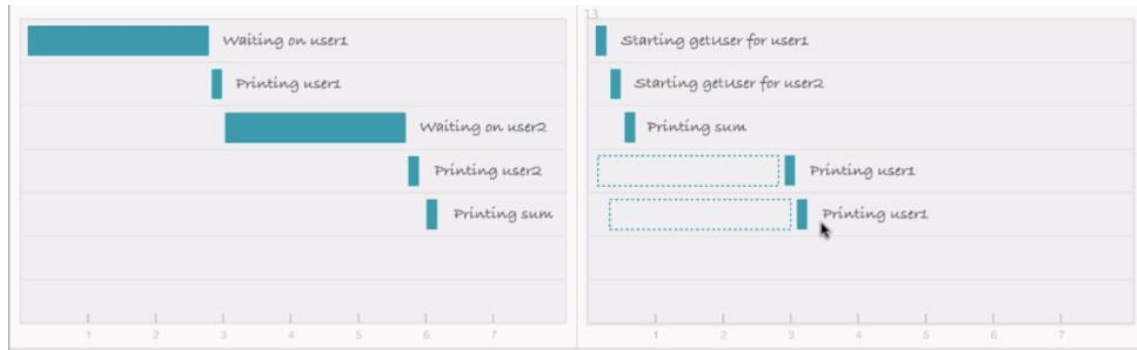 Waiting on user1
Printing user1
Waiting on user2
Printing user2
Printing sum
1 2 3 4 5 6 7
13
Starting getUser for user1
Starting getUser for user2
Printing sum
Printing user1
Printing user1
1 2 3 4 5 6 7